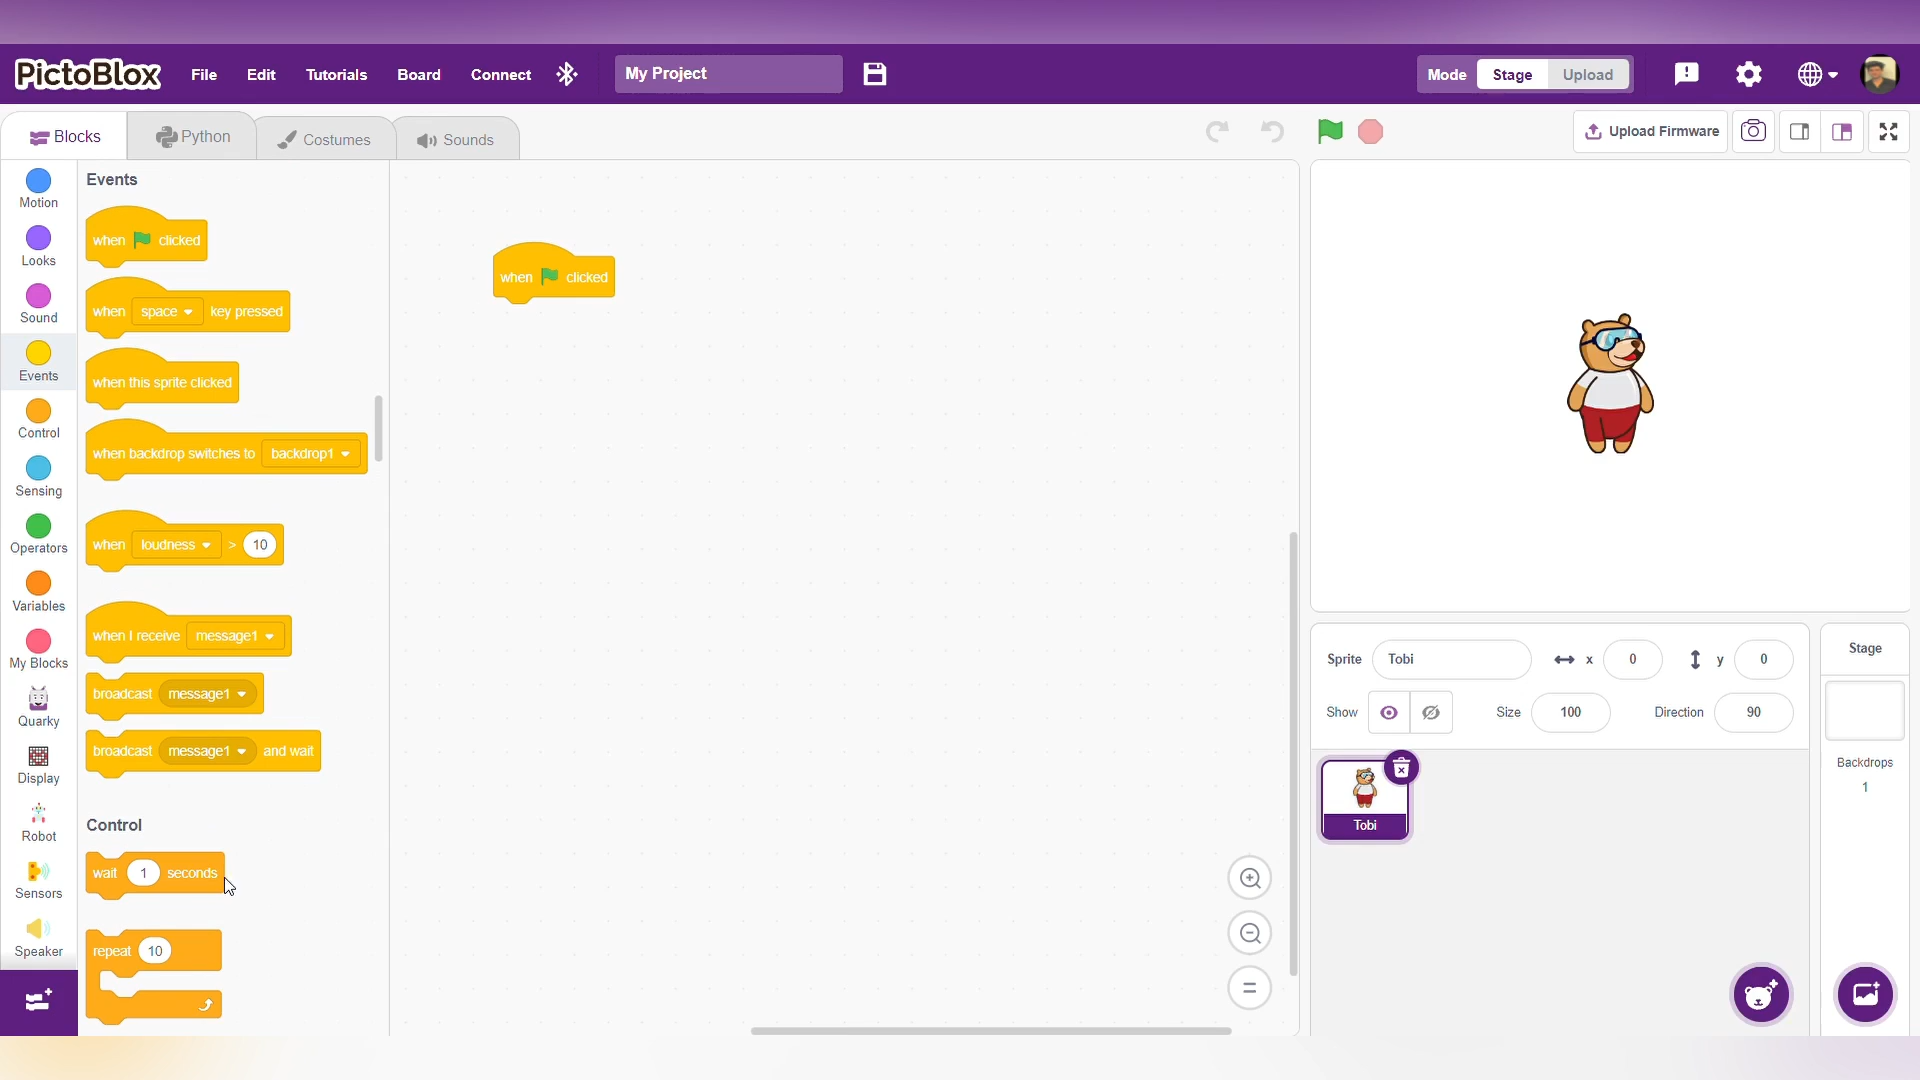 PictoBlox File Edit Tutorials Board Connect My Project Mode Stage Upload
Blocks Python Costumes Sounds Upload Firmware
Motion
Looks
Sound
Events
Control
Sensing
Operators
Variables
My Blocks
Quarky
Display
Robot
Sensors
Speaker
Events
when clicked
when space key pressed
when this sprite clicked
when backdrop switches to backdrop1
when loudness > 10
when I receive message1
broadcast message1
broadcast message1 and wait
Control
wait 1 seconds
repeat 10
when clicked
Sprite Tobi x 0 y 0
Show Size 100 Direction 90
Tobi
Stage
Backdrops
1